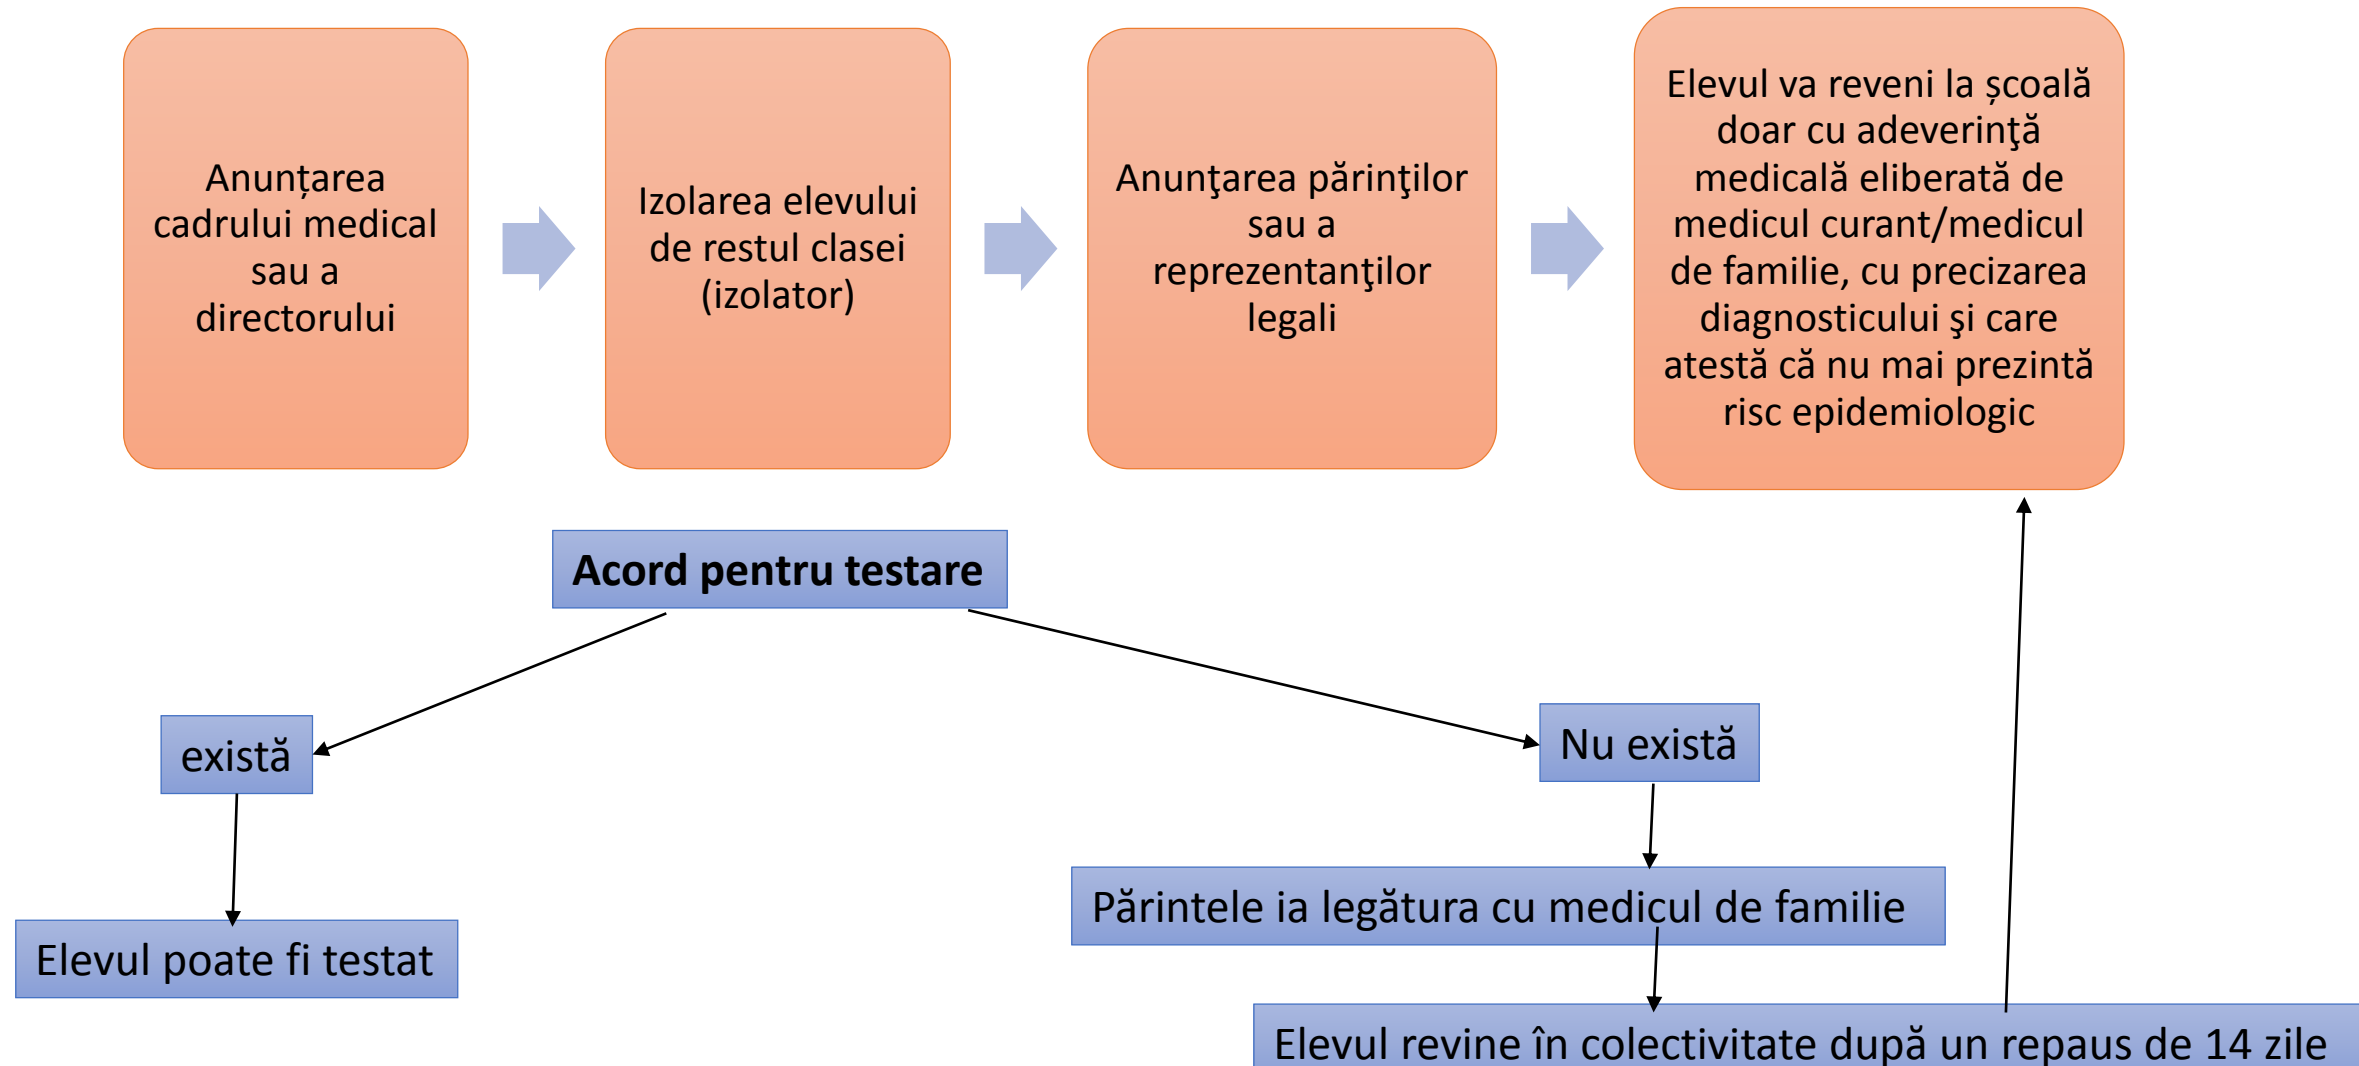 Anunțarea
cadrului medical
sau a
directorului
Izolarea elevului
de restul clasei
(izolator)
Anunţarea părinţilor
sau a
reprezentanţilor
legali
Elevul va reveni la școală
doar cu adeverinţă
medicală eliberată de
medicul curant/medicul
de familie, cu precizarea
diagnosticului şi care
atestă că nu mai prezintă
risc epidemiologic
Acord pentru testare
există
Nu există
Părintele ia legătura cu medicul de familie
Elevul poate fi testat
Elevul revine în colectivitate după un repaus de 14 zile